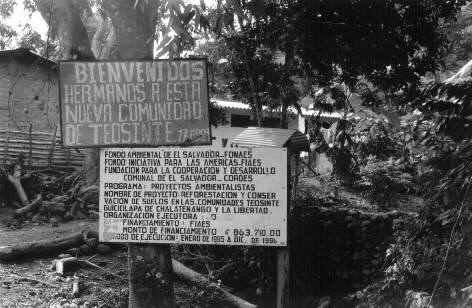 BIENVENIDOS
HERMANOS A ESTA
NUEVA COMUNIDAD
DE TEOSINTE
FONDO AMBIENTAL DE EL SALVADOR-FONAES
FONDO INICIATIVA PARA LAS AMERICAS-FIAES
FUNDACION PARA LA COOPERACION Y DESARROLLO
COMUNAL DE EL SALVADOR - CORDES
PROGRAMA: PROYECTOS AMBIENTALISTAS
NOMBRE DE PROYECTO: REFORESTACION Y CONSER
VACION DE SUELOS EN LAS COMUNIDADES TEOSINTE
GUICILAPA DE CHALATENANGO Y LA LIBERTAD.
ORGANIZACION EJECUTORA
FINANCIAMIENTO: FIAES
MONTO DE FINANCIAMIENTO ¢ 863,710.00
DE EJECUCION: ENERO DE 1995 A DIC. DE 1996